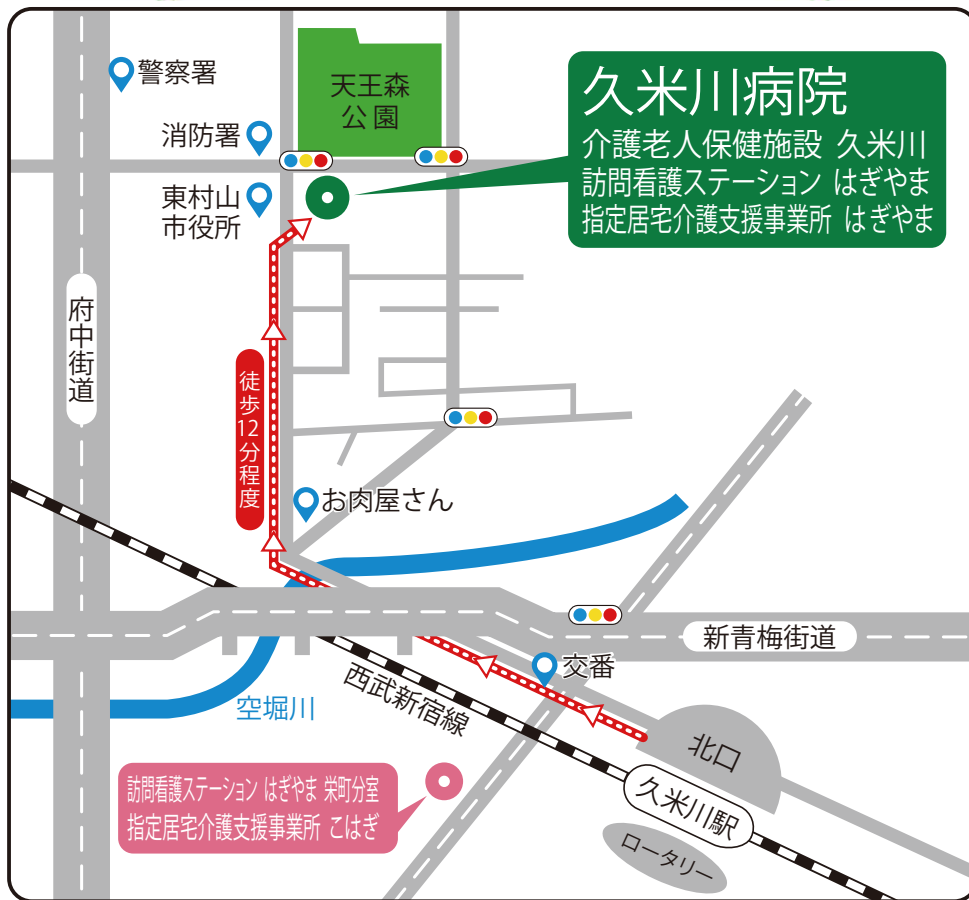 警察署
天王森
公園
久米川病院
介護老人保健施設 久米川
訪問看護ステーション はぎやま
指定居宅介護支援事業所 はぎやま
消防署
東村山
市役所
府中街道
徒歩12分程度
お肉屋さん
新青梅街道
交番
西武新宿線
空堀川
北口
久米川駅
ロータリー
訪問看護ステーション はぎやま 栄町分室
指定居宅介護支援事業所 こはぎ